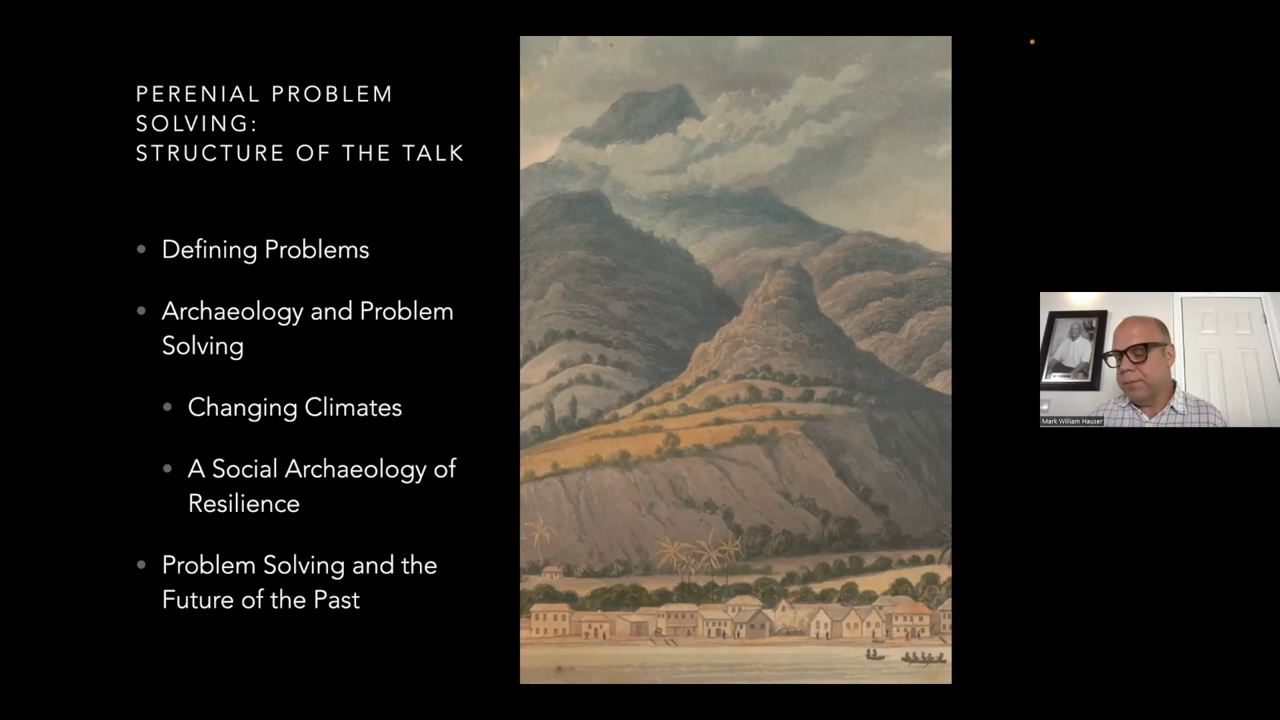 PERENIAL PROBLEM
SOLVING:
STRUCTURE OF THE TALK
• Defining Problems
• Archaeology and Problem
Solving
• Changing Climates
• A Social Archaeology of
Resilience
• Problem Solving and the
Future of the Past
Mark William Hauser